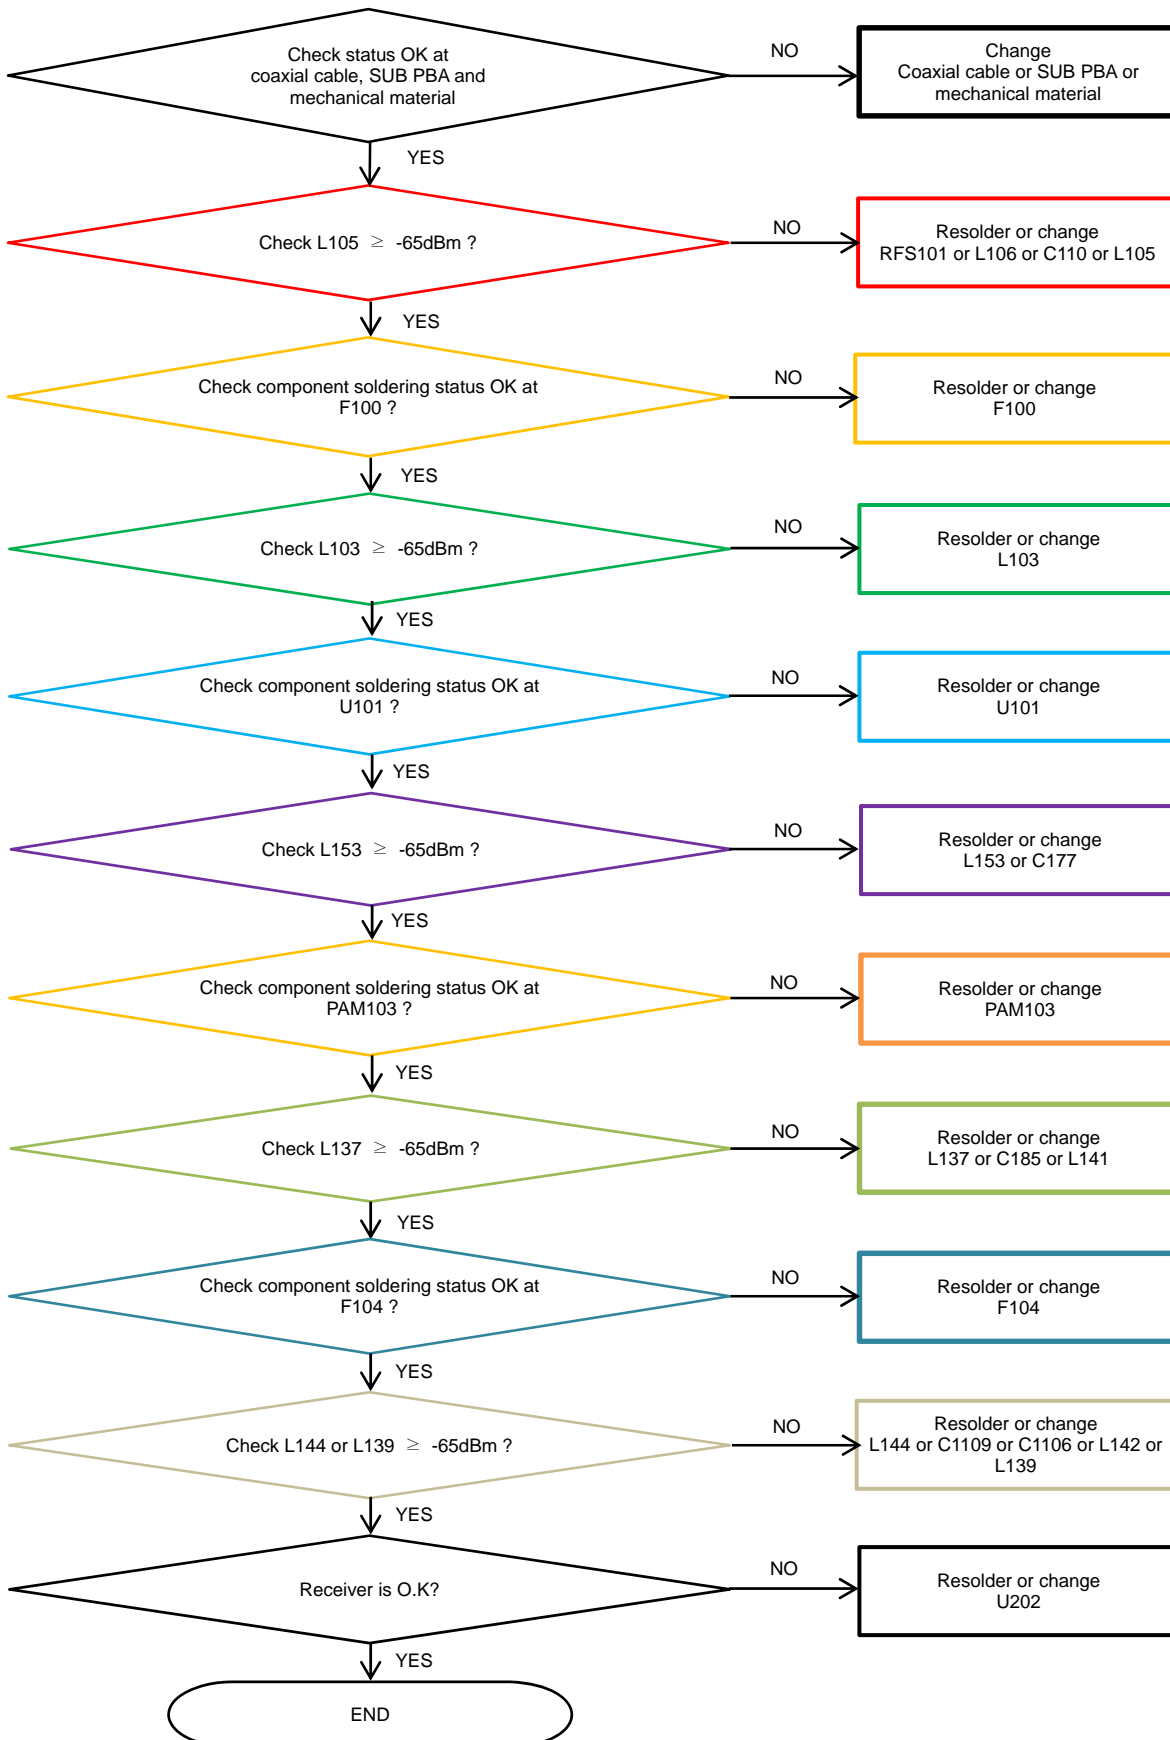 Check status OK at
coaxial cable, SUB PBA and
mechanical material
NO
Change
Coaxial cable or SUB PBA or
mechanical material
YES
Check L105 ≥ -65dBm ?
NO
Resolder or change
RFS101 or L106 or C110 or L105
YES
Check component soldering status OK at
F100 ?
NO
Resolder or change
F100
YES
Check L103 ≥ -65dBm ?
NO
Resolder or change
L103
YES
Check component soldering status OK at
U101 ?
NO
Resolder or change
U101
YES
Check L153 ≥ -65dBm ?
NO
Resolder or change
L153 or C177
YES
Check component soldering status OK at
PAM103 ?
NO
Resolder or change
PAM103
YES
Check L137 ≥ -65dBm ?
NO
Resolder or change
L137 or C185 or L141
YES
Check component soldering status OK at
F104 ?
NO
Resolder or change
F104
YES
Check L144 or L139 ≥ -65dBm ?
NO
Resolder or change
L144 or C1109 or C1106 or L142 or
L139
YES
Receiver is O.K?
NO
Resolder or change
U202
YES
END